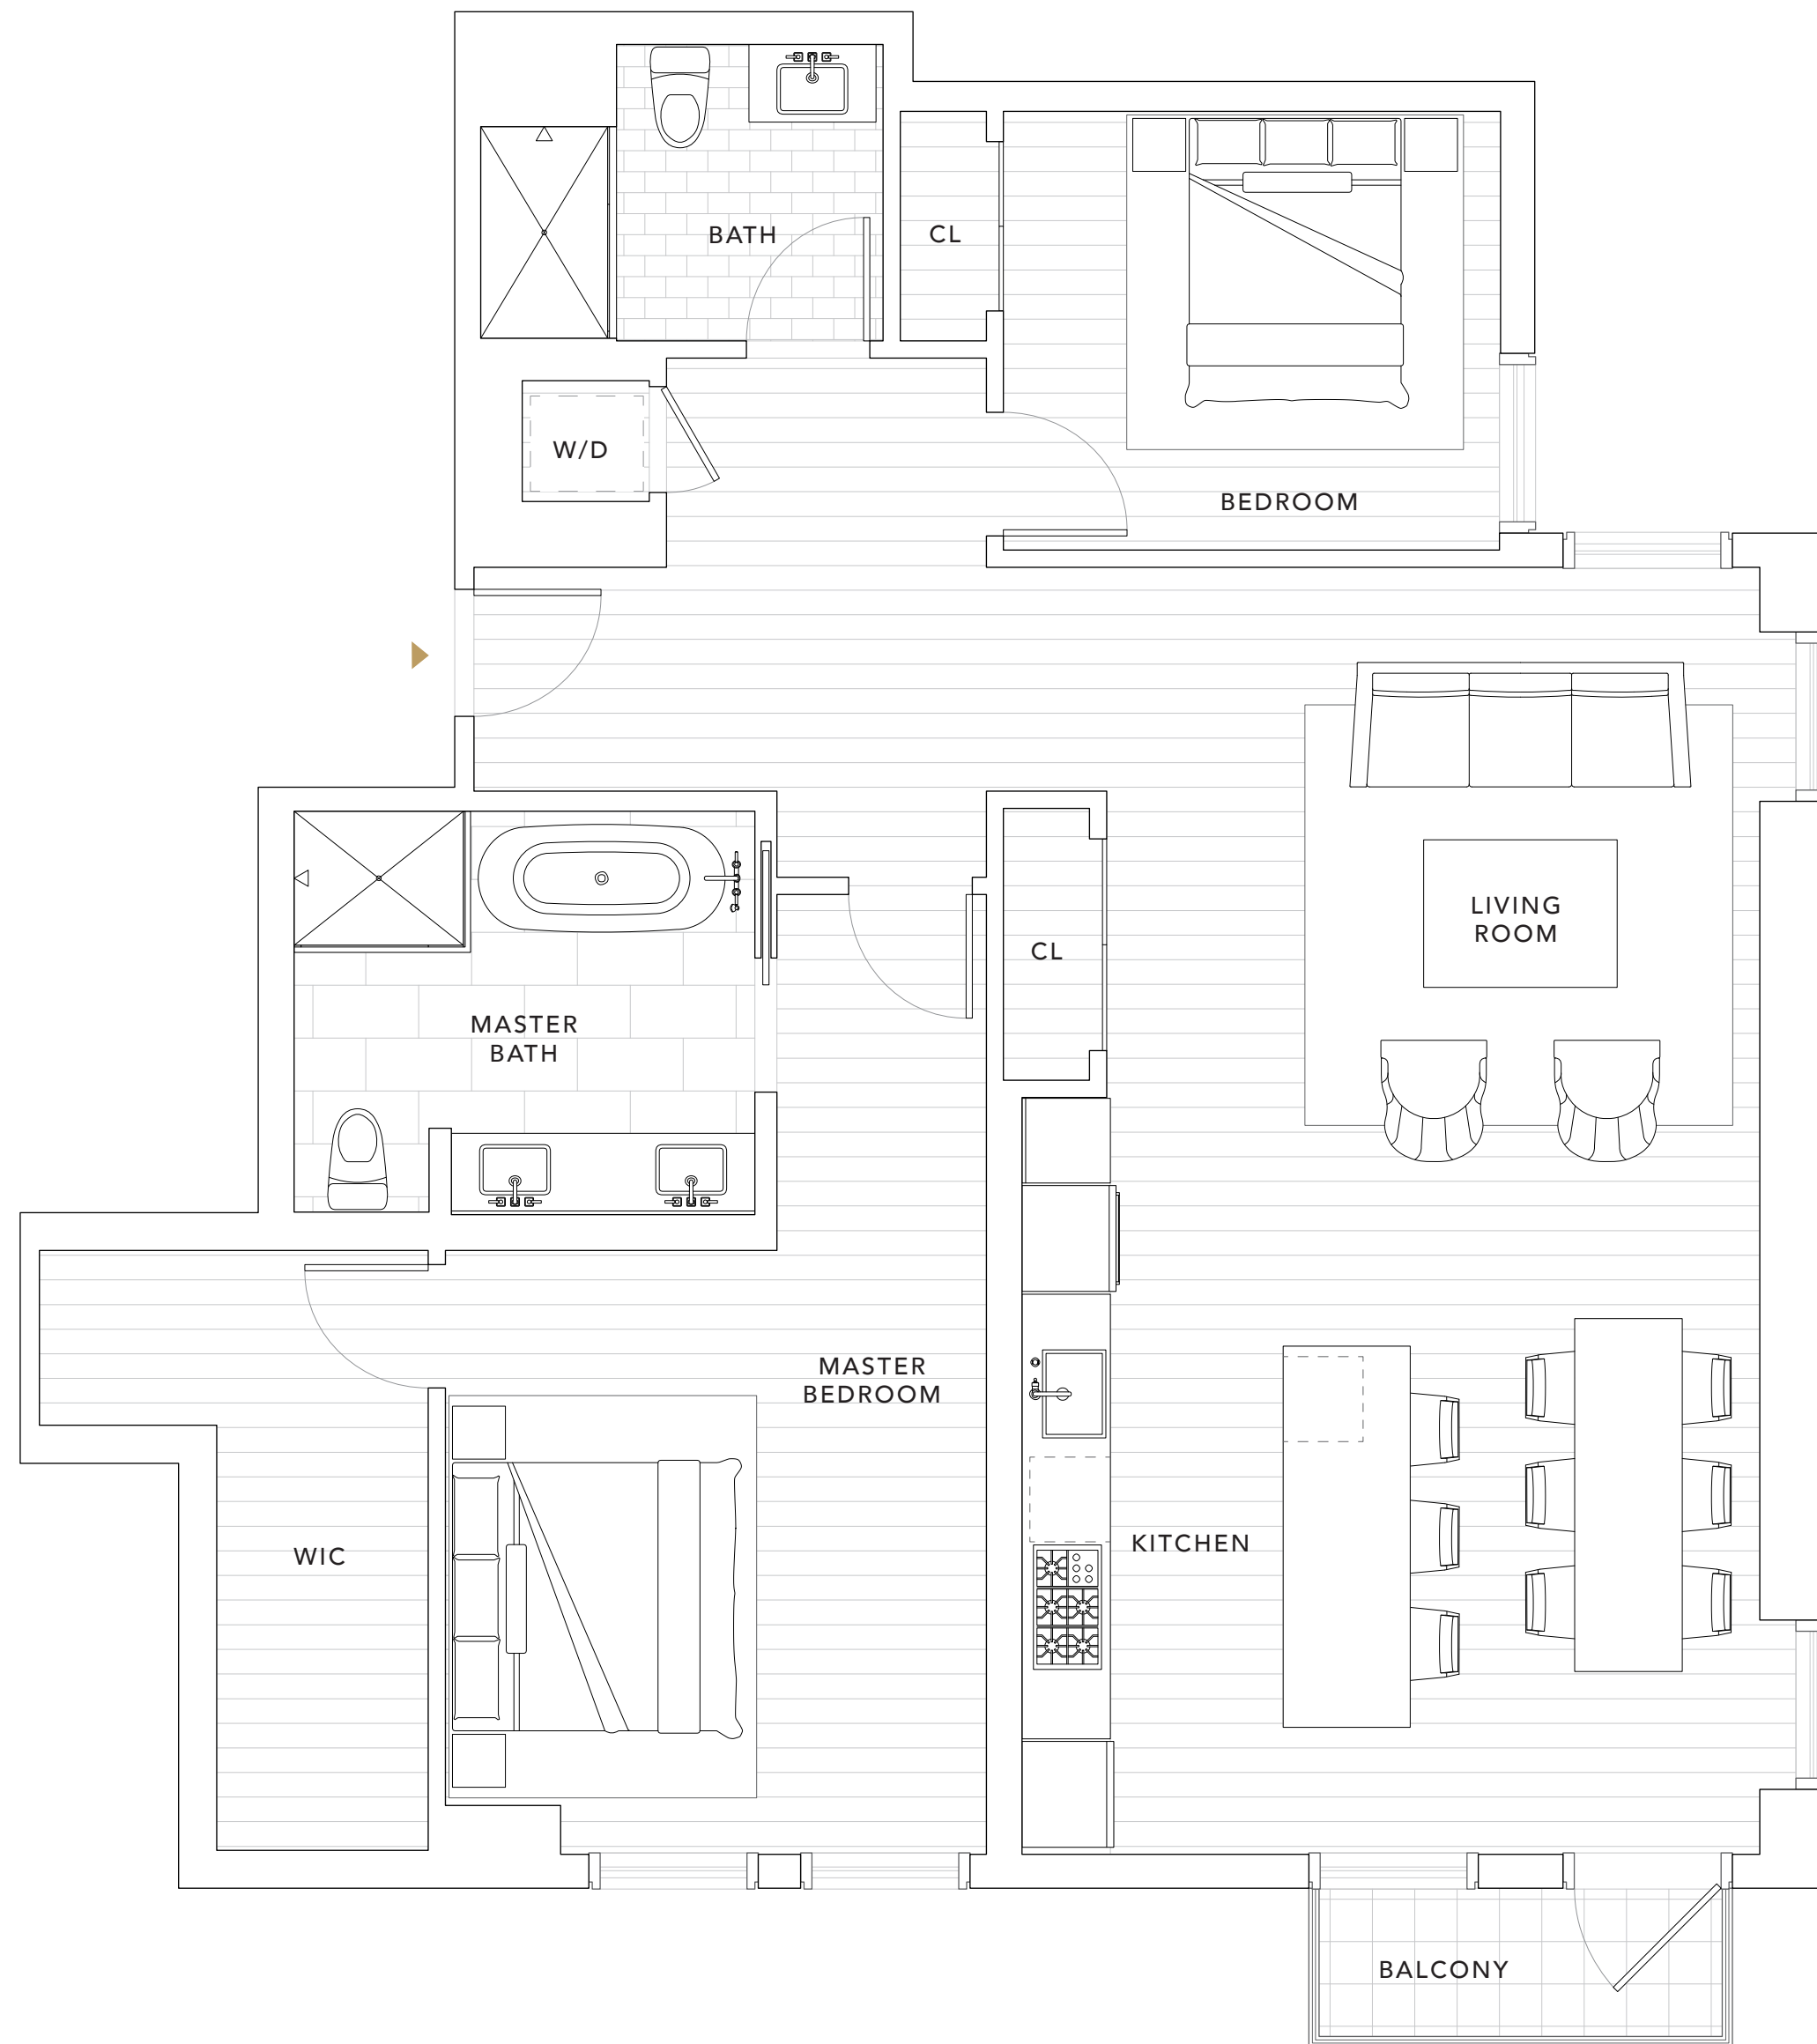 BATH
CL
W/D
BEDROOM
LIVING
ROOM
CL
MASTER
BATH
MASTER
BEDROOM
WIC
KITCHEN
BALCONY